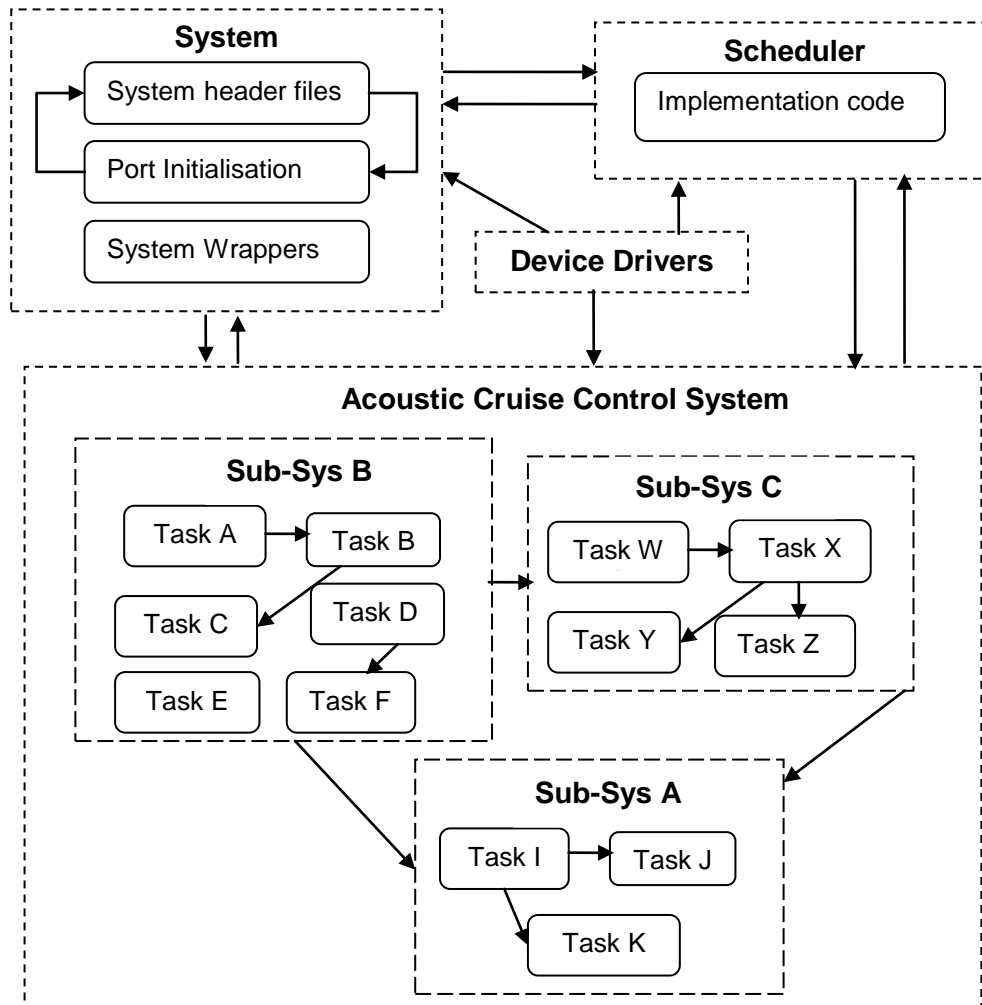 System
System header files
Port Initialisation
System Wrappers
Scheduler
Implementation code
Device Drivers
Acoustic Cruise Control System
Sub-Sys B
Task A
Task B
Task C
Task D
Task E
Task F
Sub-Sys C
Task W
Task X
Task Y
Task Z
Sub-Sys A
Task I
Task J
Task K